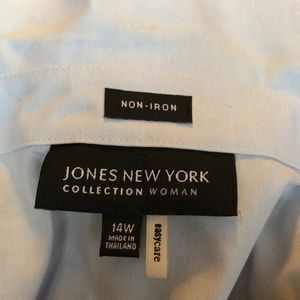 NON-IRON
JONES NEW YORK
COLLECTION WOMAN
14W
MADE IN
THAILAND
easycare